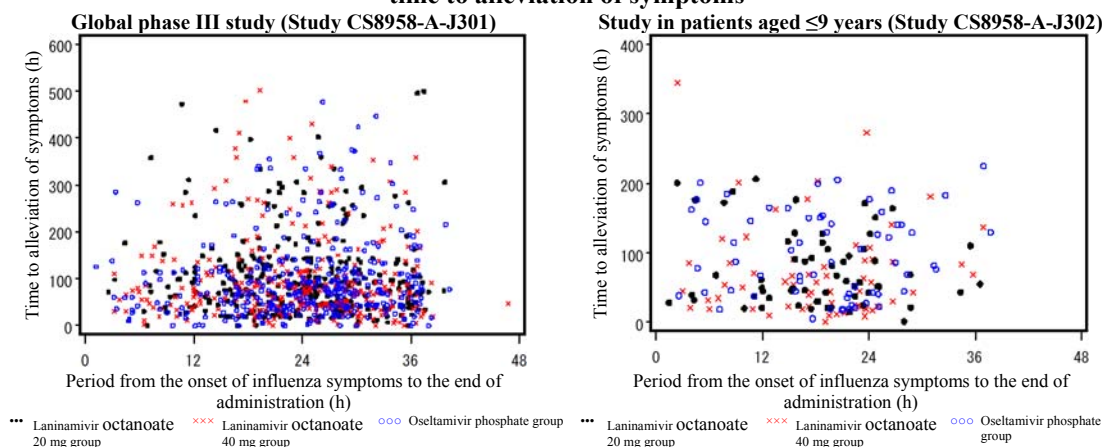 time to alleviation of symptoms
Global phase III study (Study CS8958-A-J301)
Time to alleviation of symptoms (h)
600
500
400
300
200
100
0
0 12 24 36 48
Period from the onset of influenza symptoms to the end of
administration (h)
Laninamivir octanoate
20 mg group
Laninamivir octanoate
40 mg group
Oseltamivir phosphate group
Study in patients aged ≤9 years (Study CS8958-A-J302)
Time to alleviation of symptoms (h)
400
300
200
100
0
0 12 24 36 48
Period from the onset of influenza symptoms to the end of
administration (h)
Laninamivir octanoate
20 mg group
Laninamivir octanoate
40 mg group
Oseltamivir phosphate
group